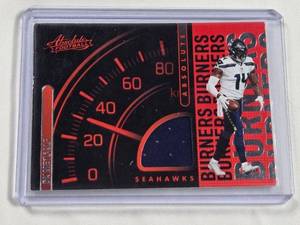 Absolute
FOOTBALL
80
60
40
20
0
ABSOLUTE
SEAHAWKS
BURNERS
BURNERS
BURNERS
14